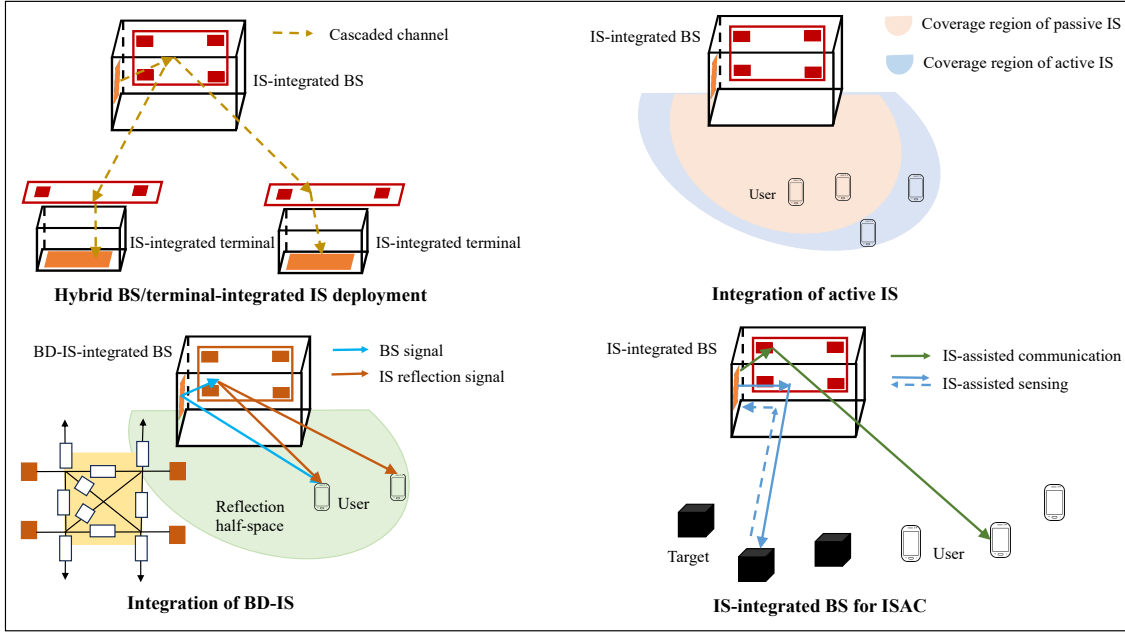 Cascaded channel
IS-integrated BS
IS-integrated terminal
IS-integrated terminal
Hybrid BS/terminal-integrated IS deployment
IS-integrated BS
Coverage region of passive IS
Coverage region of active IS
User
Integration of active IS
BD-IS-integrated BS
BS signal
IS reflection signal
Reflection
half-space
User
Integration of BD-IS
IS-integrated BS
IS-assisted communication
IS-assisted sensing
Target
User
IS-integrated BS for ISAC